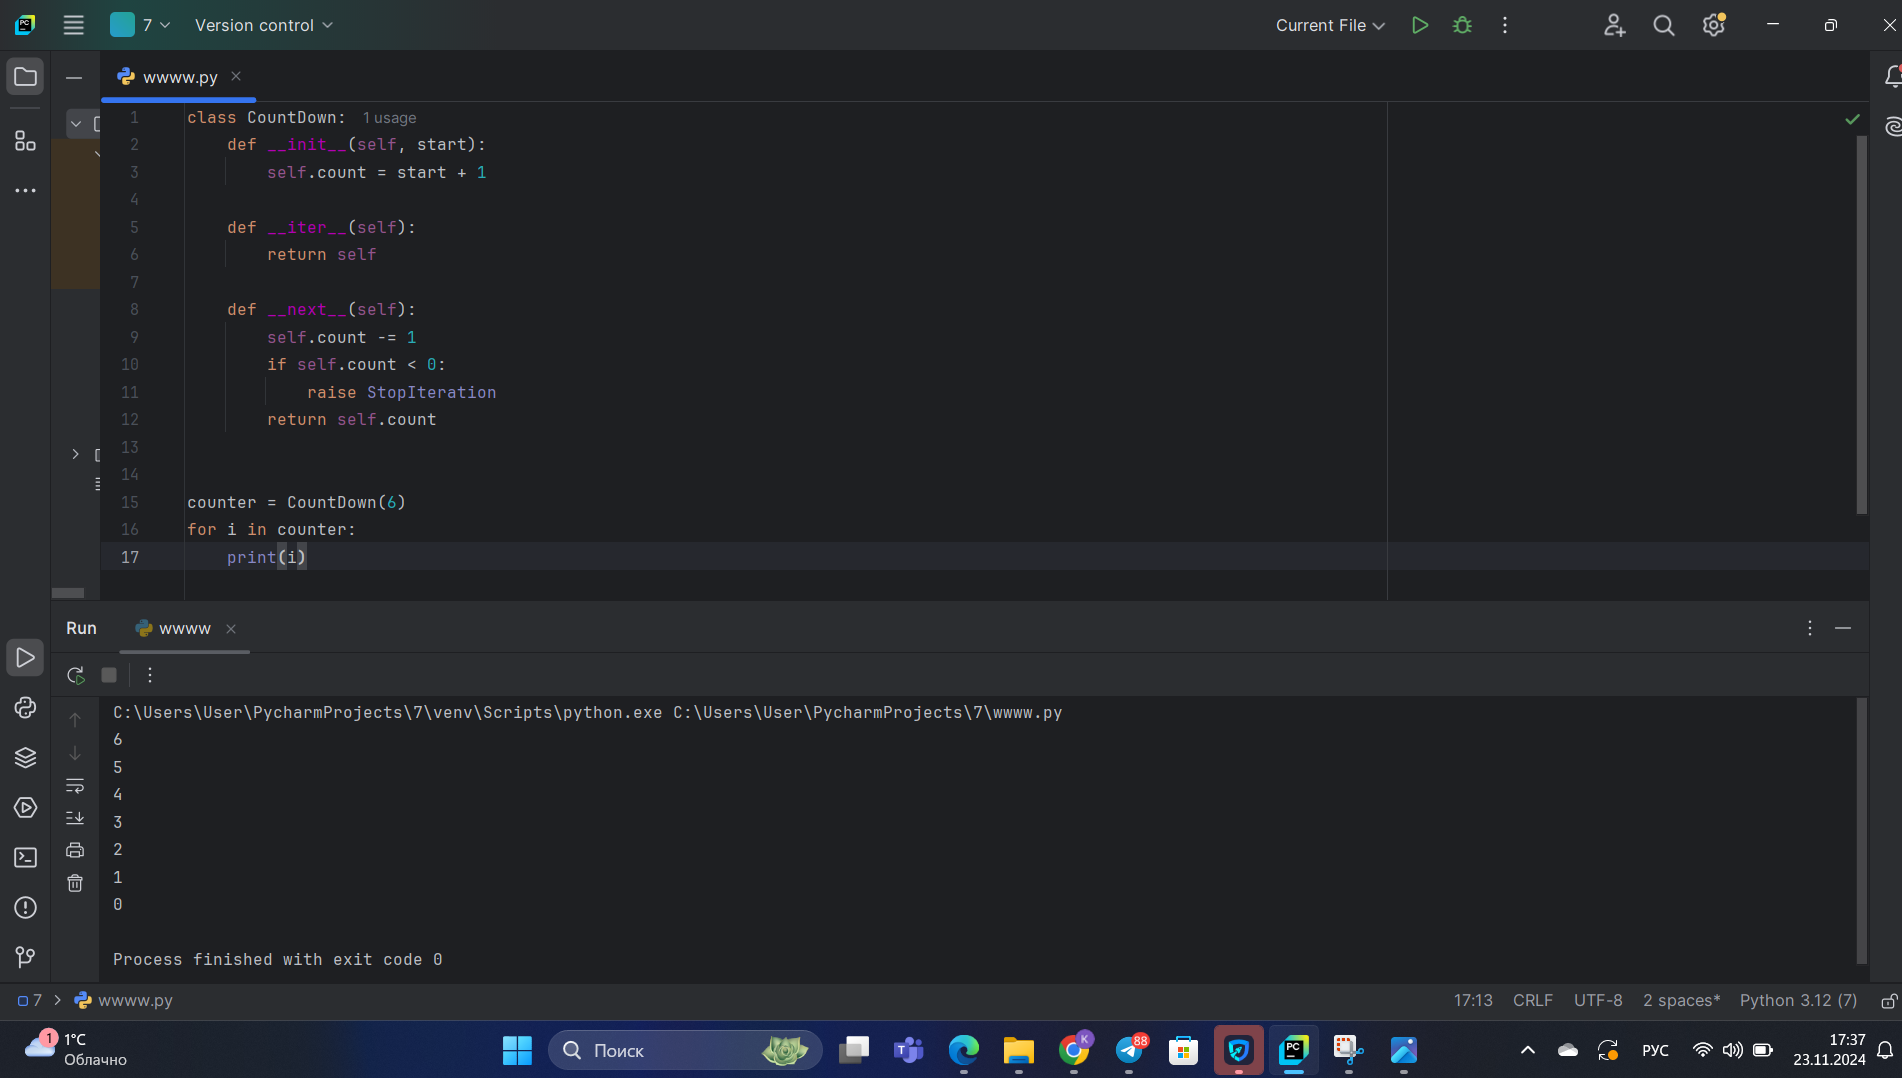 7 Version control Current File
wwww.py
1 class CountDown: 1 usage
2 def __init__(self, start):
3 self.count = start + 1
4
5 def __iter__(self):
6 return self
7
8 def __next__(self):
9 self.count -= 1
10 if self.count < 0:
11 raise StopIteration
12 return self.count
13
14
15 counter = CountDown(6)
16 for i in counter:
17 print(i)
Run wwww
C:\Users\User\PycharmProjects\7\venv\Scripts\python.exe C:\Users\User\PycharmProjects\7\wwww.py
6
5
4
3
2
1
0
Process finished with exit code 0
7 > wwww.py 17:13 CRLF UTF-8 2 spaces* Python 3.12 (7)
1 1°C
Облачно
Поиск
K
88
PC
РУС
17:37
23.11.2024